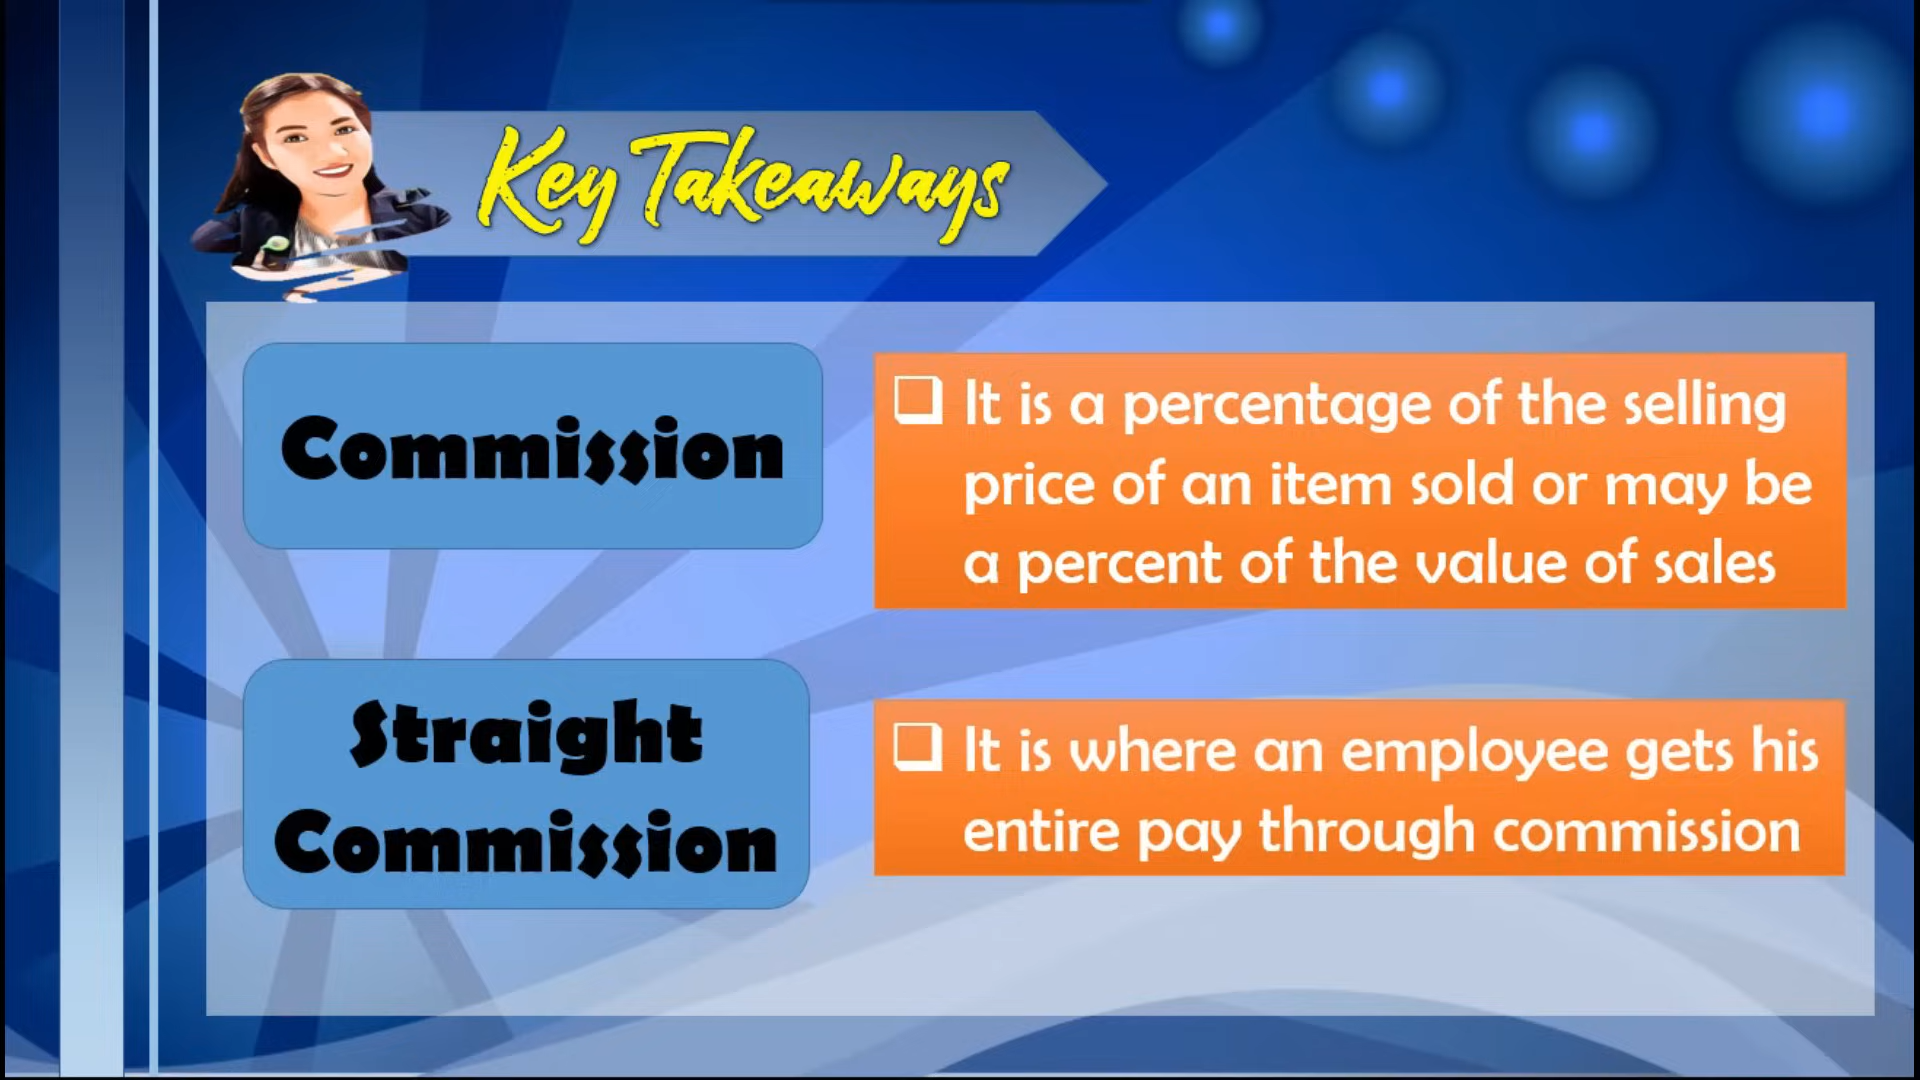 Key Takeaways
Commission
❑ It is a percentage of the selling
price of an item sold or may be
a percent of the value of sales
Straight
Commission
❑ It is where an employee gets his
entire pay through commission